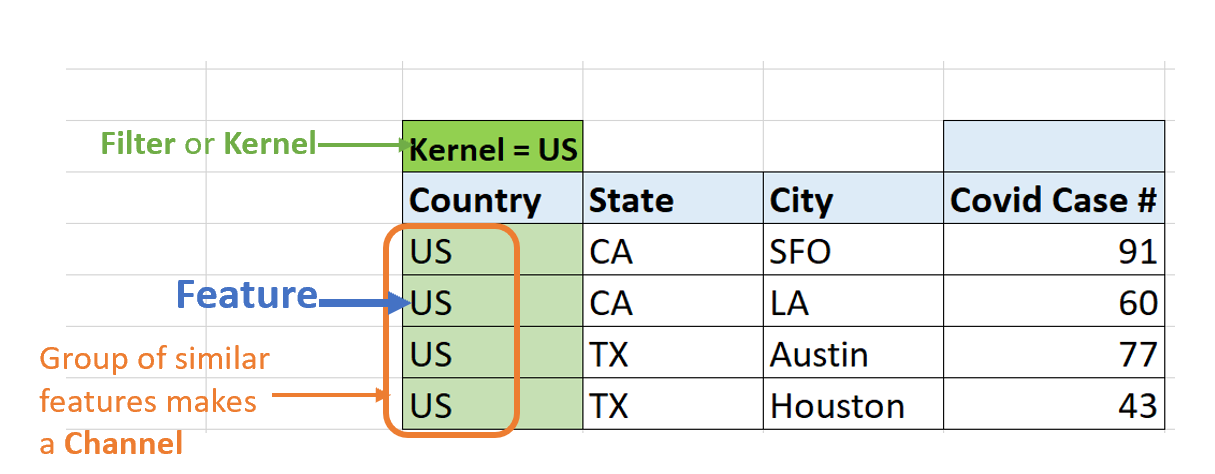 Filter or Kernel
Kernel = US
Country State City Covid Case #
US CA SFO 91
Feature
US CA LA 60
US TX Austin 77
US TX Houston 43
Group of similar
features makes
a Channel